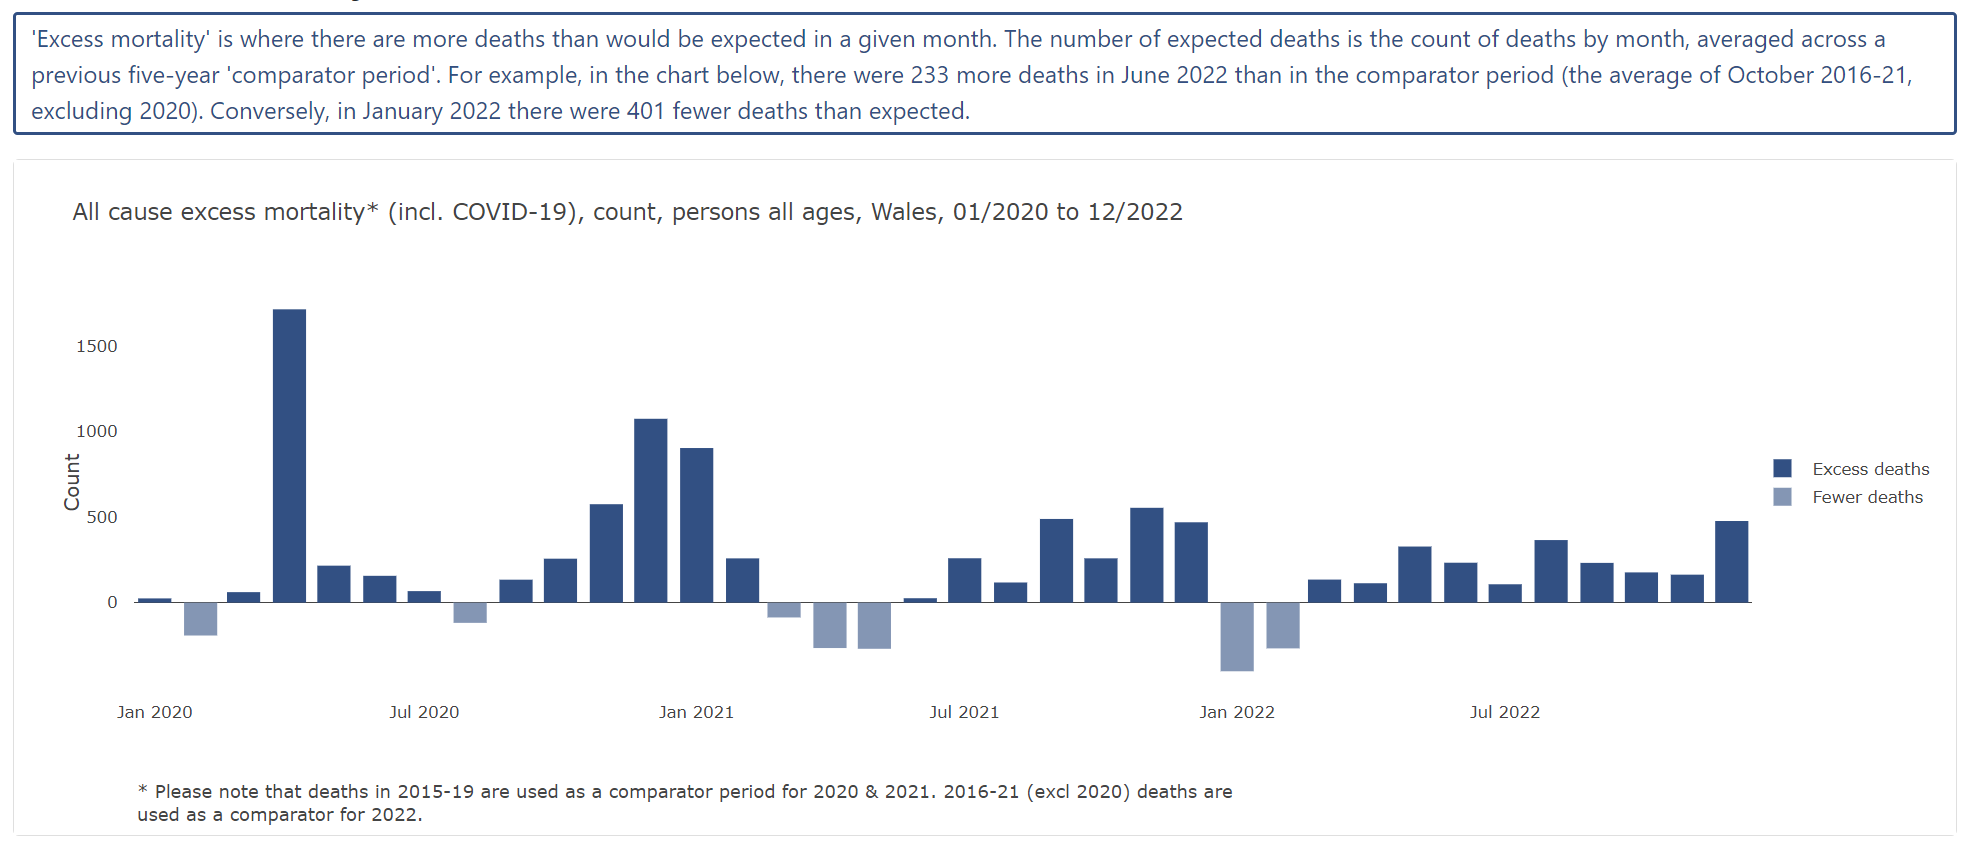 'Excess mortality' is where there are more deaths than would be expected in a given month. The number of expected deaths is the count of deaths by month, averaged across a
previous five-year 'comparator period'. For example, in the chart below, there were 233 more deaths in June 2022 than in the comparator period (the average of October 2016-21,
excluding 2020). Conversely, in January 2022 there were 401 fewer deaths than expected.
All cause excess mortality* (incl. COVID-19), count, persons all ages, Wales, 01/2020 to 12/2022
1500
1000
500
0
Count
Excess deaths
Fewer deaths
Jan 2020
Jul 2020
Jan 2021
Jul 2021
Jan 2022
Jul 2022
* Please note that deaths in 2015-19 are used as a comparator period for 2020 & 2021. 2016-21 (excl 2020) deaths are
used as a comparator for 2022.